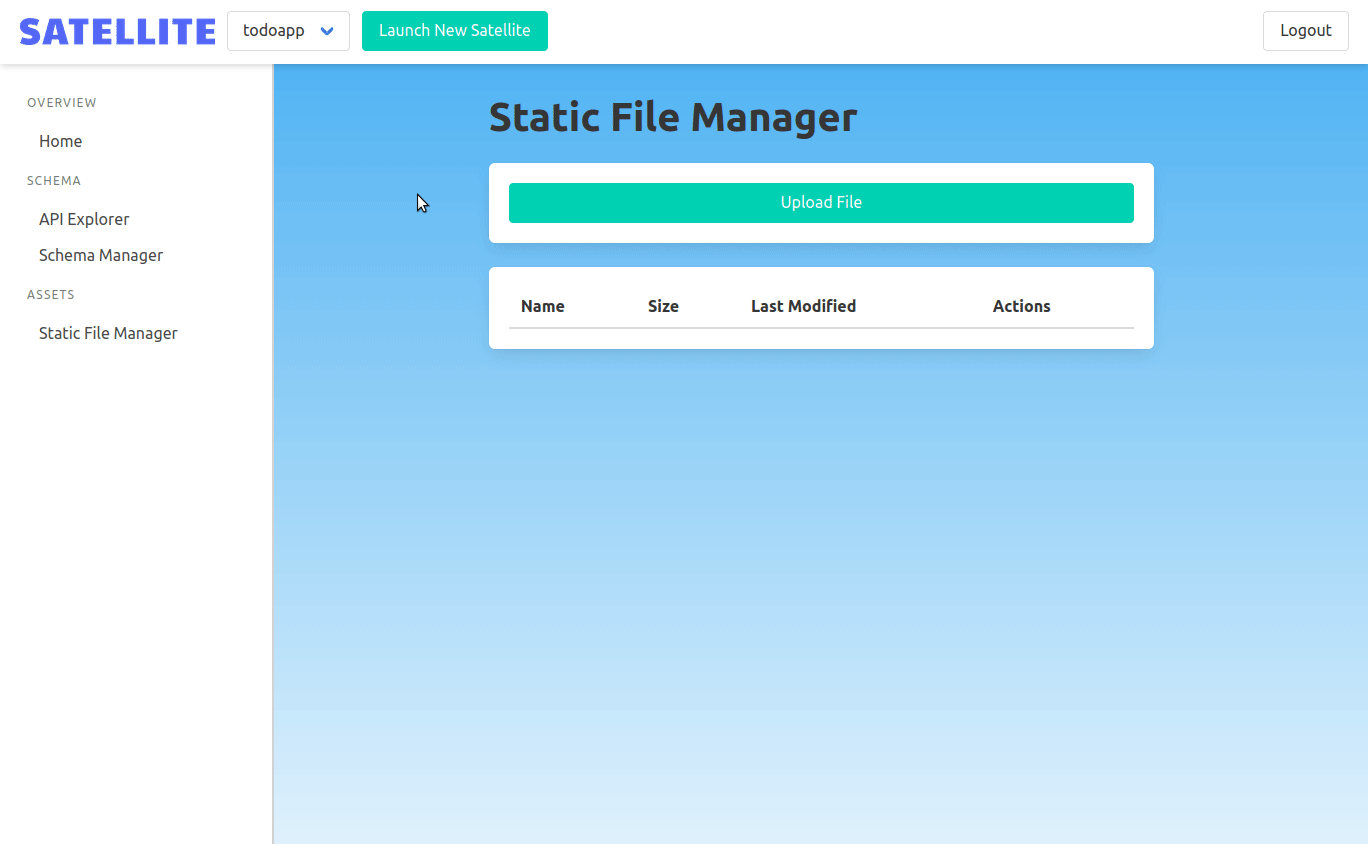 SATELLITE todoapp Launch New Satellite Logout
OVERVIEW
Home
SCHEMA
API Explorer
Schema Manager
ASSETS
Static File Manager
Static File Manager
Upload File
Name Size Last Modified Actions